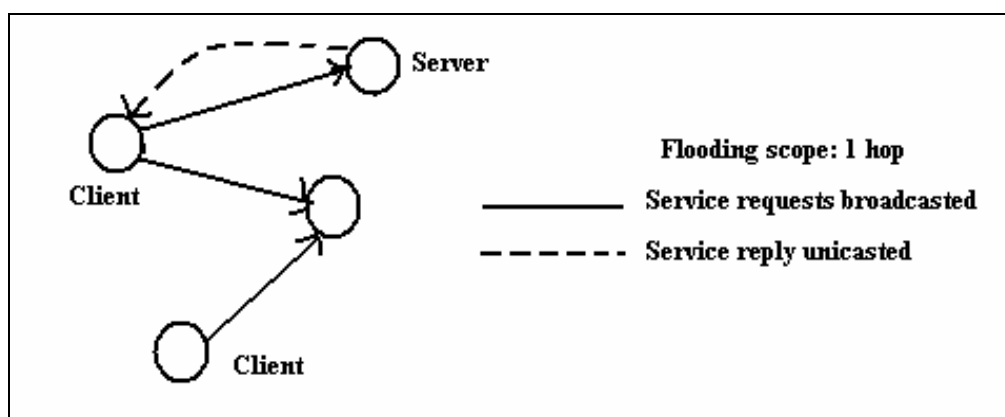 Server
Client
Flooding scope: 1 hop
Service requests broadcasted
Service reply unicasted
Client